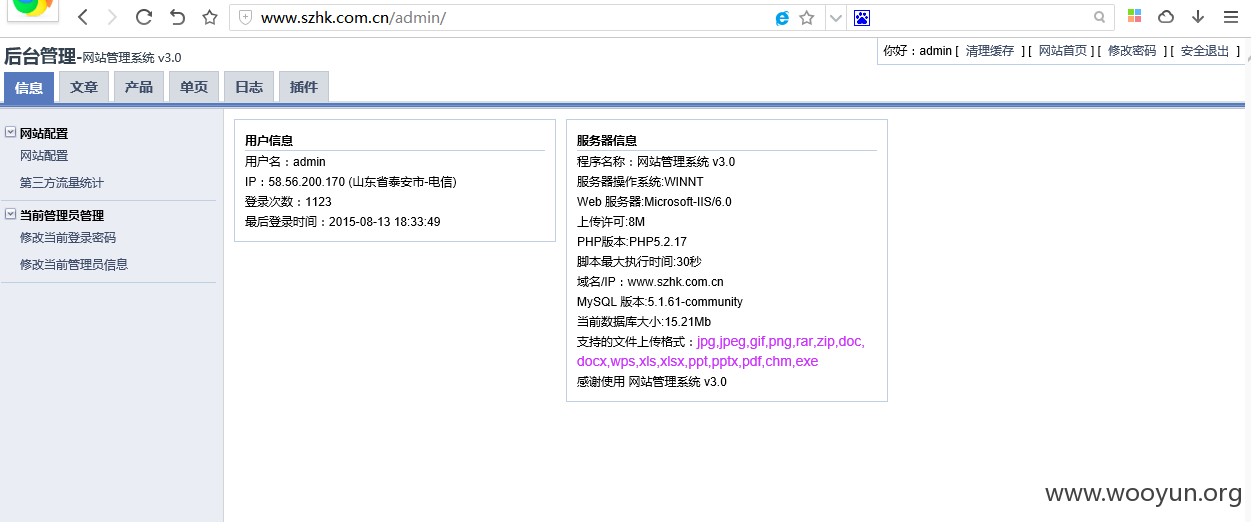 www.szhk.com.cn/admin/
后台管理-网站管理系统 v3.0
你好：admin [ 清理缓存 ] [ 网站首页 ] [ 修改密码 ] [ 安全退出 ]
信息 文章 产品 单页 日志 插件
网站配置
网站配置
第三方流量统计
当前管理员管理
修改当前登录密码
修改当前管理员信息
用户信息
用户名：admin
IP：58.56.200.170 (山东省泰安市-电信)
登录次数：1123
最后登录时间：2015-08-13 18:33:49
服务器信息
程序名称：网站管理系统 v3.0
服务器操作系统:WINNT
Web 服务器:Microsoft-IIS/6.0
上传许可:8M
PHP版本:PHP5.2.17
脚本最大执行时间:30秒
域名/IP：www.szhk.com.cn
MySQL 版本:5.1.61-community
当前数据库大小:15.21Mb
支持的文件上传格式：jpg,jpeg,gif,png,rar,zip,doc,
docx,wps,xls,xlsx,ppt,pptx,pdf,chm,exe
感谢使用 网站管理系统 v3.0
www.wooyun.org